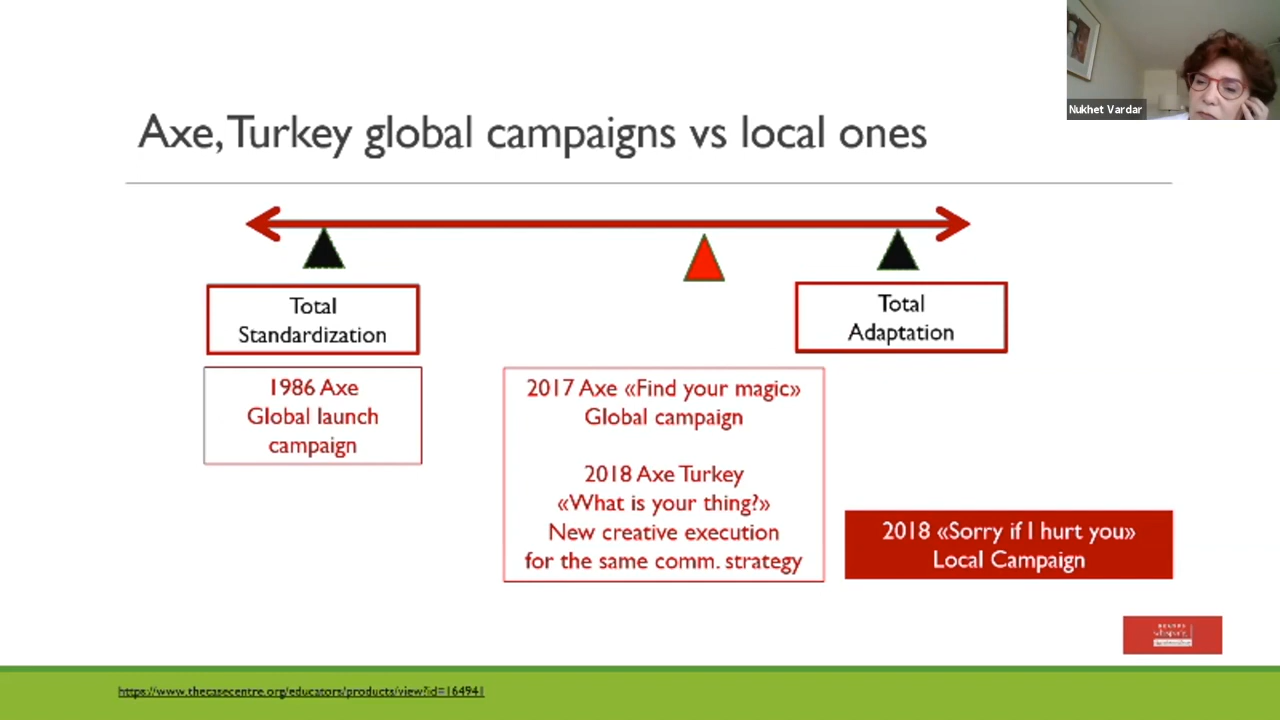 Nukhet Vardar
Axe, Turkey global campaigns vs local ones
Total
Standardization
Total
Adaptation
1986 Axe
Global launch
campaign
2017 Axe «Find your magic»
Global campaign
2018 Axe Turkey
«What is your thing?»
New creative execution
for the same comm. strategy
2018 «Sorry if I hurt you»
Local Campaign
https://www.thecasecentre.org/educators/products/view?id=164941